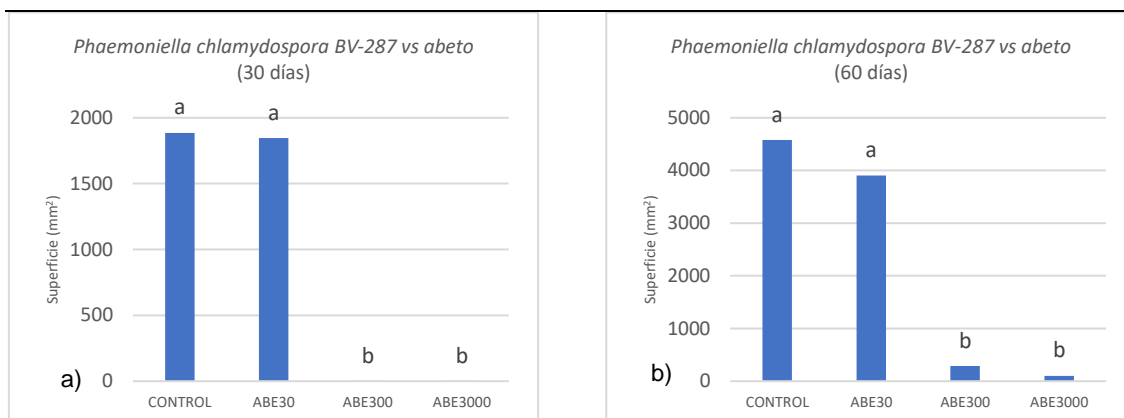 Phaemoniella chlamydospora BV-287 vs abeto
(30 días)
Superficie (mm²)
2000
1500
1000
500
0
a
a
b
b
CONTROL
ABE30
ABE300
ABE3000
a)
Phaemoniella chlamydospora BV-287 vs abeto
(60 días)
Superficie (mm²)
5000
4000
3000
2000
1000
0
a
a
b
b
CONTROL
ABE30
ABE300
ABE3000
b)